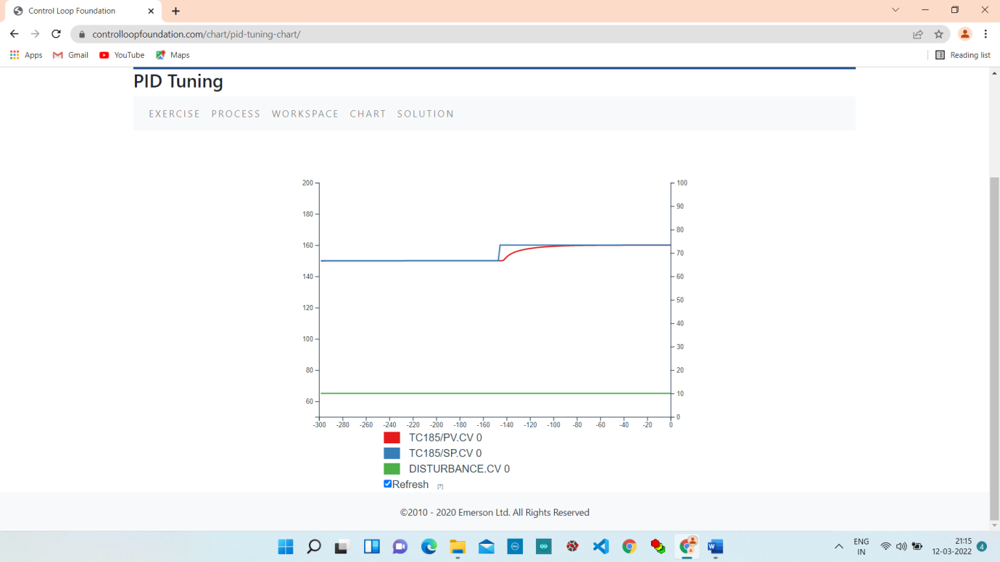 Control Loop Foundation
controlloopfoundation.com/chart/pid-tuning-chart/
Apps Gmail YouTube Maps Reading list
PID Tuning
EXERCISE PROCESS WORKSPACE CHART SOLUTION
200 100
90
180
80
160
70
140 60
50
120
40
100
30
80 20
10
60
0
-300 -280 -260 -240 -220 -200 -180 -160 -140 -120 -100 -80 -60 -40 -20 0
TC185/PV.CV 0
TC185/SP.CV 0
DISTURBANCE.CV 0
Refresh [?]
©2010 - 2020 Emerson Ltd. All Rights Reserved
ENG
IN
21:15
12-03-2022
4